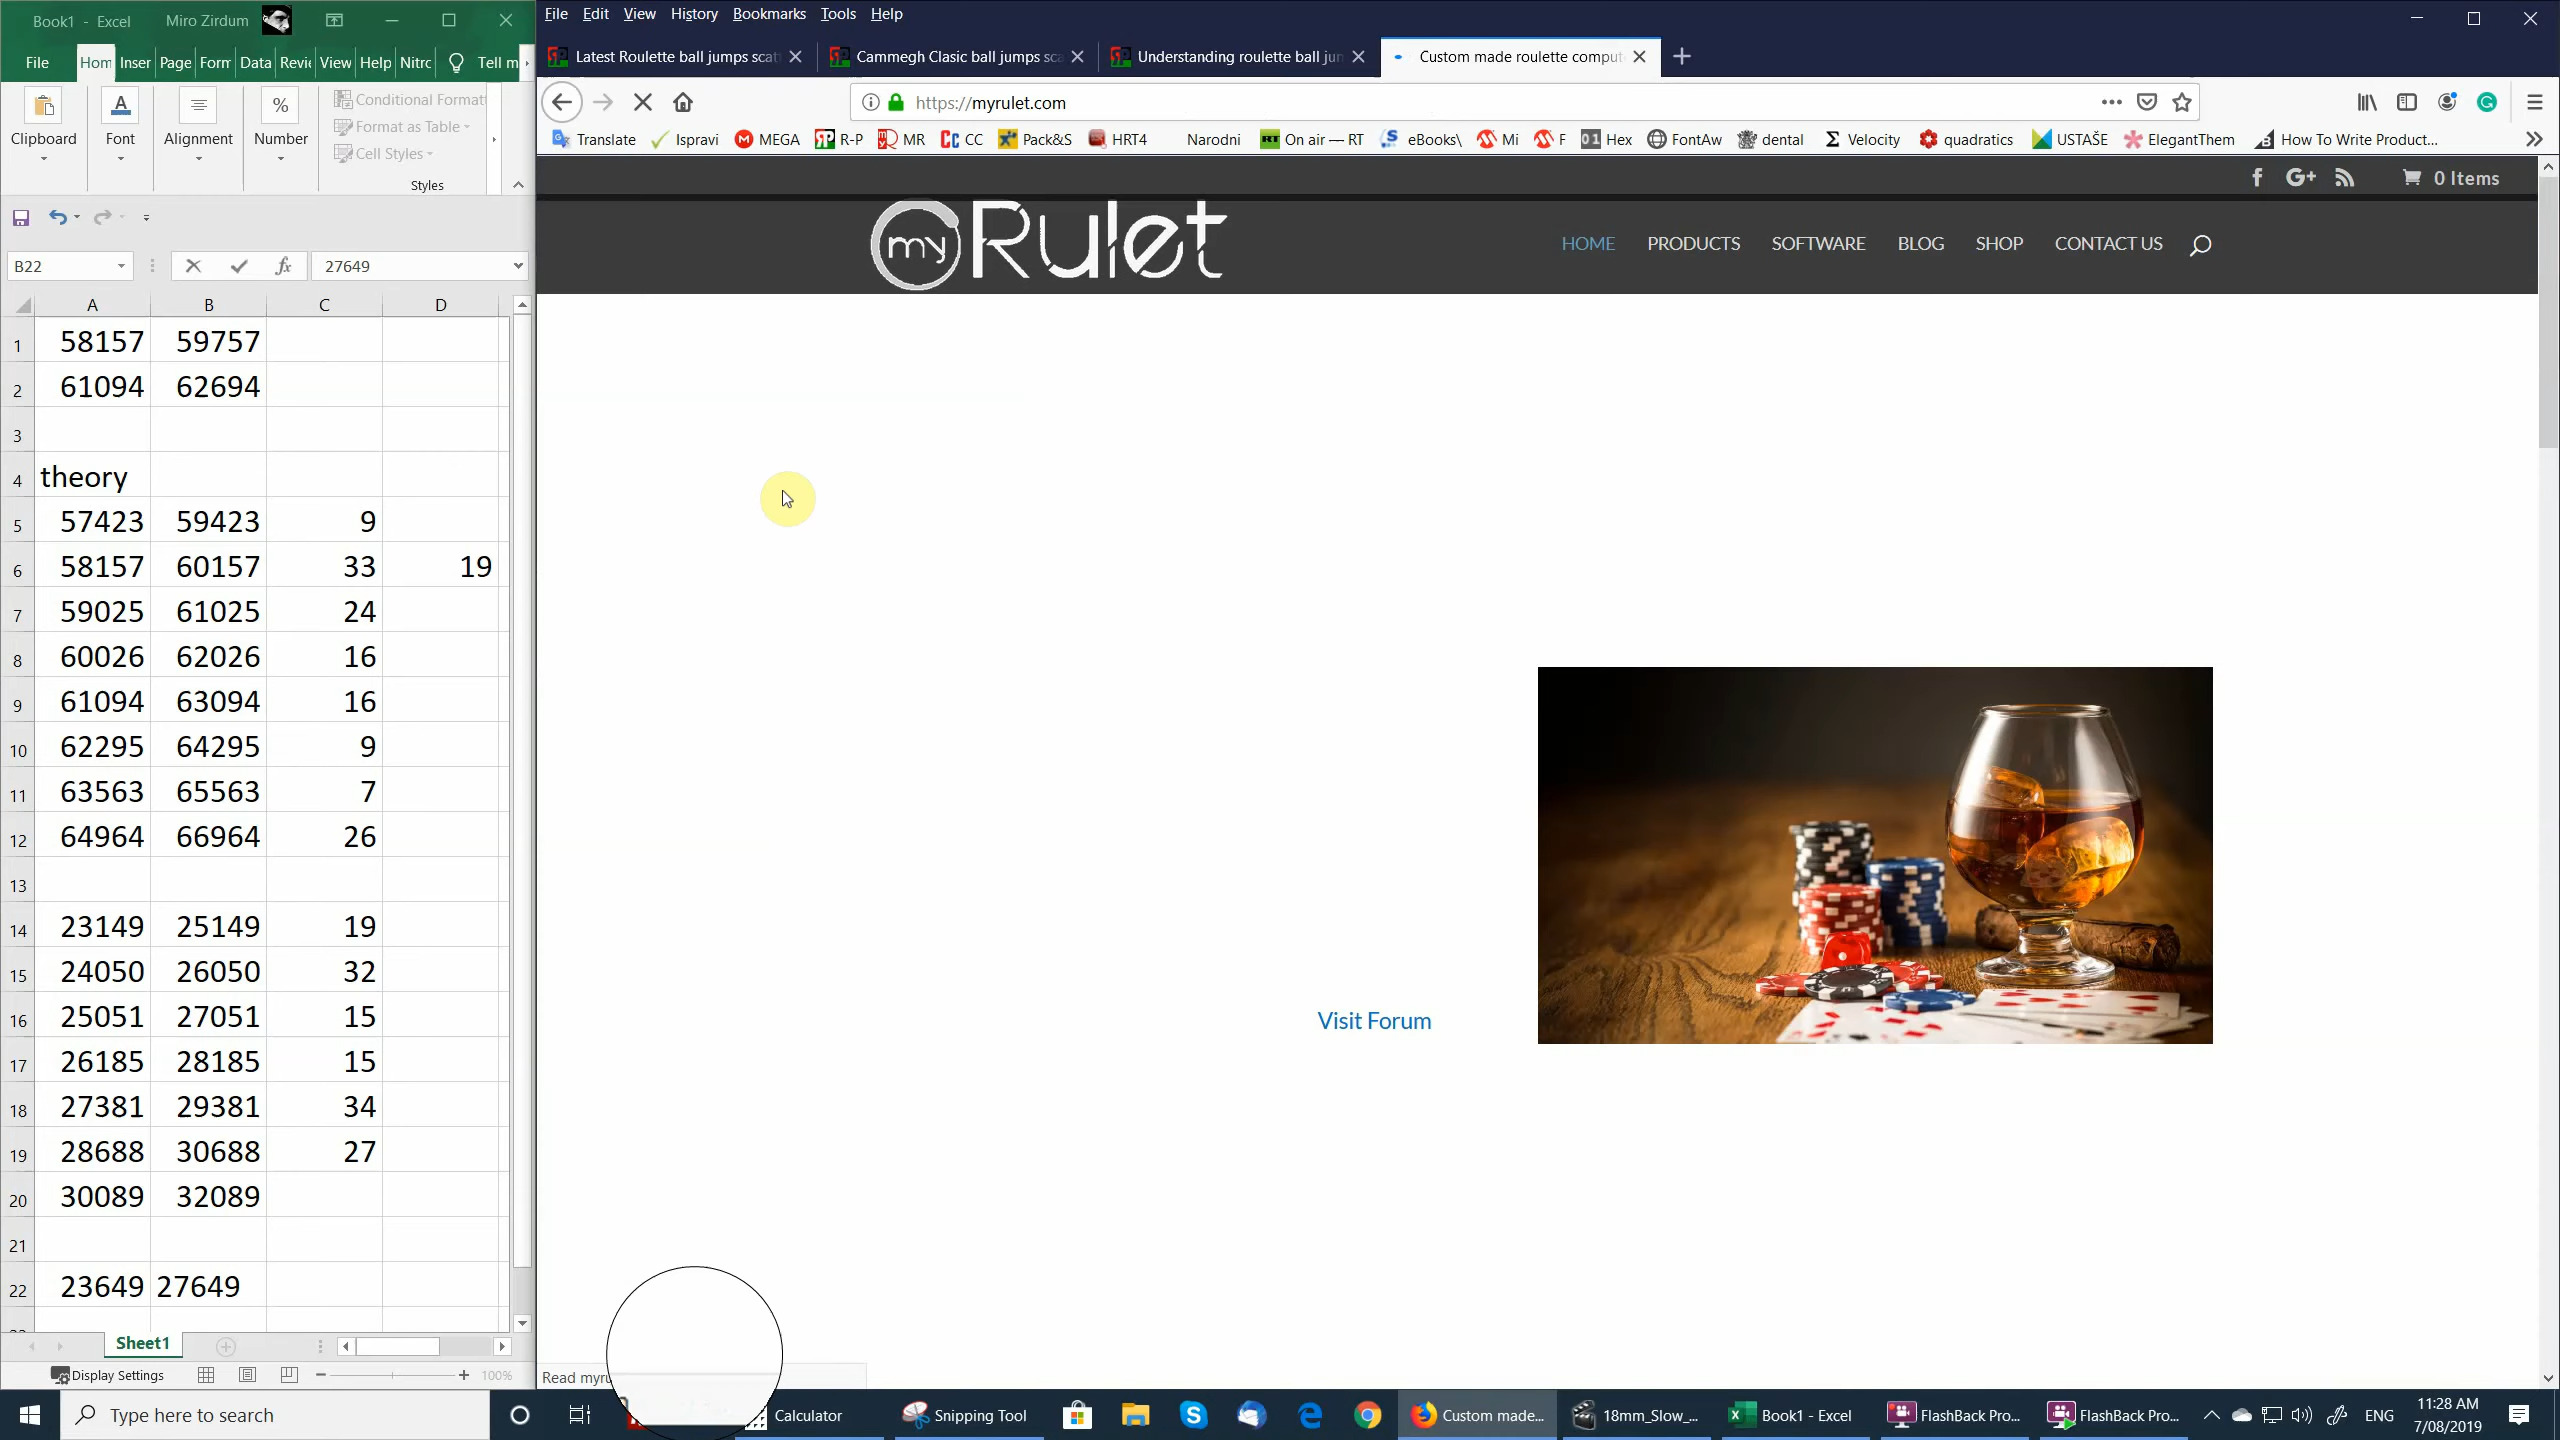 Book1 - Excel Miro Zirdum
File Hom Inser Page Form Data Revi View Help Nitro Tell m
Clipboard Font Alignment Number
Conditional Format
Format as Table
Cell Styles
Styles
B22 fx 27649
A B C D
1 58157 59757
2 61094 62694
3
4 theory
5 57423 59423 9
6 58157 60157 33 19
7 59025 61025 24
8 60026 62026 16
9 61094 63094 16
10 62295 64295 9
11 63563 65563 7
12 64964 66964 26
13
14 23149 25149 19
15 24050 26050 32
16 25051 27051 15
17 26185 28185 15
18 27381 29381 34
19 28688 30688 27
20 30089 32089
21
22 23649 27649
Sheet1
Display Settings 100%
File Edit View History Bookmarks Tools Help
Latest Roulette ball jumps scat Cammegh Clasic ball jumps sca Understanding roulette ball jun Custom made roulette comput
https://myrulet.com
Translate Ispravi MEGA R-P MR CC Pack&S HRT4 Narodni On air — RT eBooks\ Mi F Hex FontAw dental Velocity quadratics USTAŠE ElegantThem How To Write Product...
0 Items
my Rulet
HOME PRODUCTS SOFTWARE BLOG SHOP CONTACT US
Visit Forum
Read myru
Type here to search
Calculator Snipping Tool Custom made... 18mm_Slow_... Book1 - Excel FlashBack Pro... FlashBack Pro... ENG
11:28 AM
7/08/2019